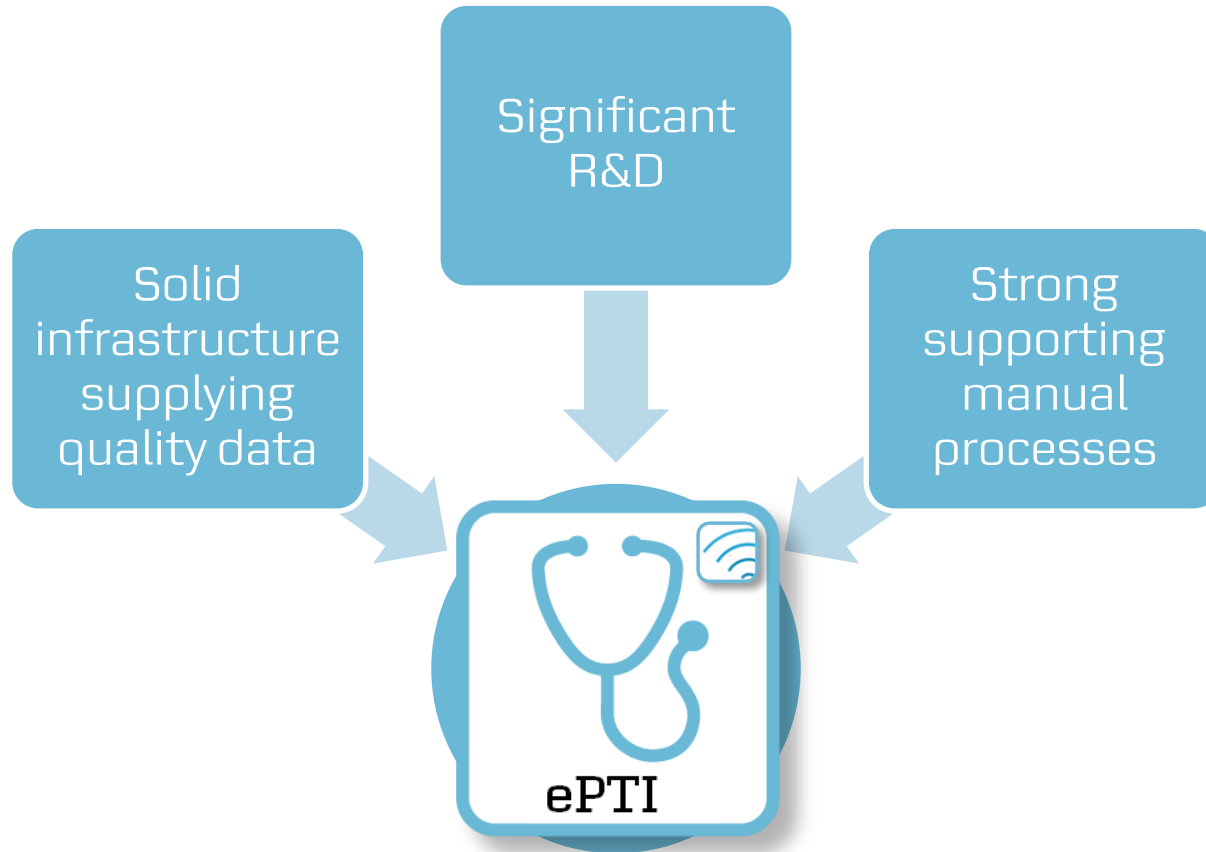 Significant
R&D
Solid
infrastructure
supplying
quality data
Strong
supporting
manual
processes
ePTI